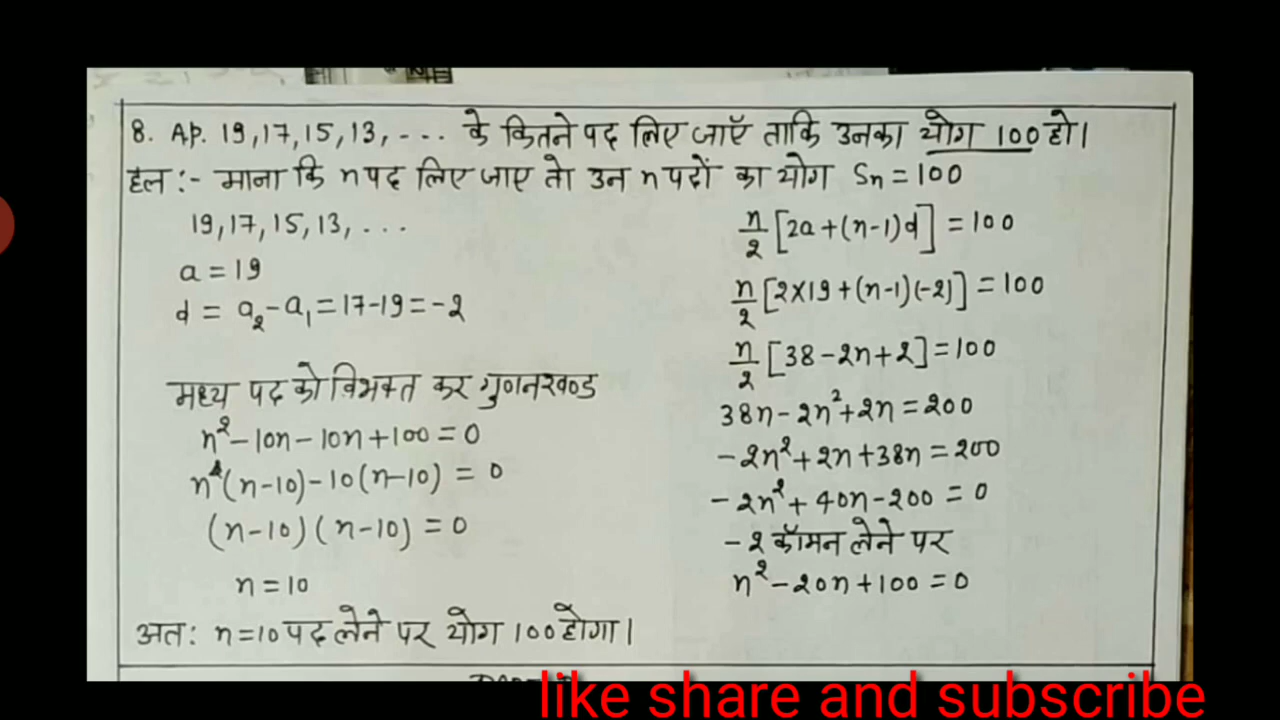 8. Ap. 19,17,15,13,---- के कितने पद लिए जाएँ ताकि उनका योग 100 हो।
हल :- माना कि n पद लिए जाए तो उन n पदों का योग Sn = 100
19,17,15,13, ...
a = 19
d = a₂-a₁ = 17-19 = -2
मध्य पद को विभक्त कर गुणनखण्ड
n²-10n-10n+100 = 0
n(n-10)-10(n-10) = 0
(n-10)(n-10) = 0
n = 10
n/2 [2a+(n-1)d] = 100
n/2 [2×19+(n-1)(-2)] = 100
n/2 [38-2n+2] = 100
38n-2n²+2n = 200
-2n²+2n+38n = 200
-2n²+40n-200 = 0
-2 कॉमन लेने पर
n²-20n+100 = 0
अत: n=10 पद लेने पर योग 100 होगा।
like share and subscribe